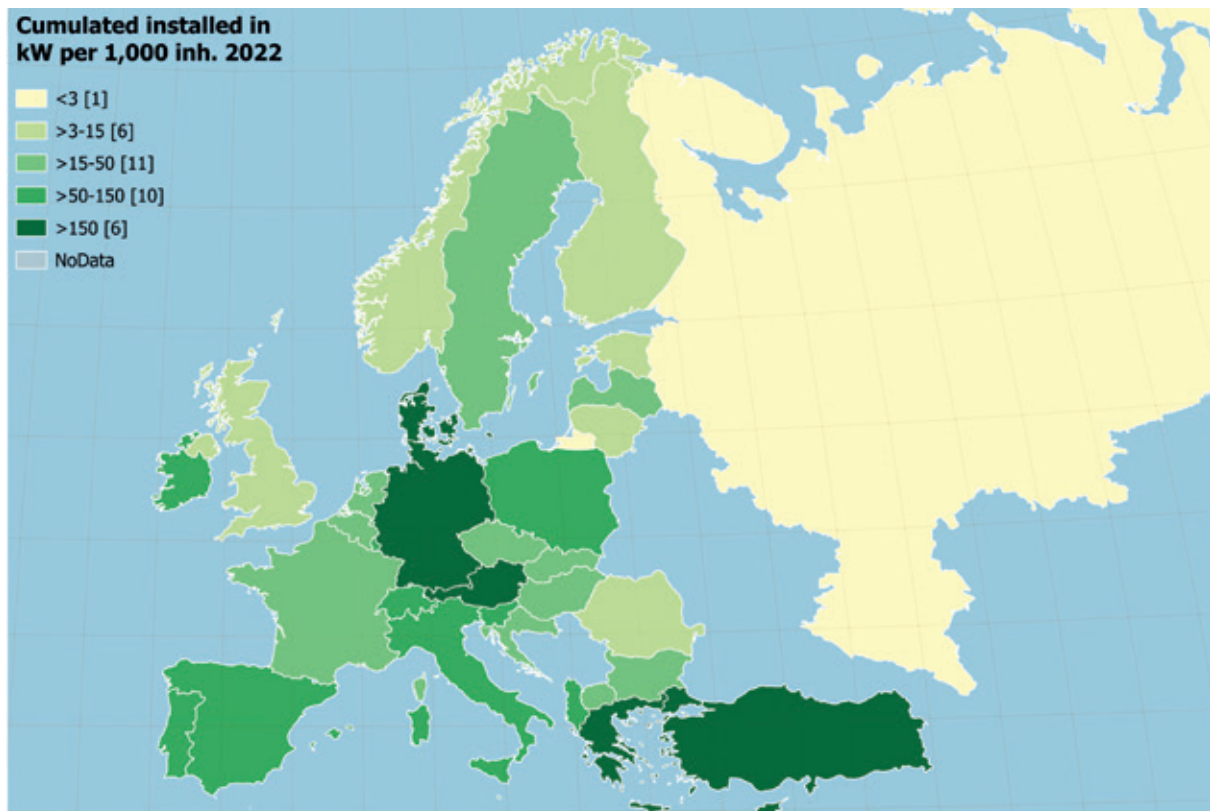 Cumulated installed in
kW per 1,000 inh. 2022
<3 [1]
>3-15 [6]
>15-50 [11]
>50-150 [10]
>150 [6]
NoData